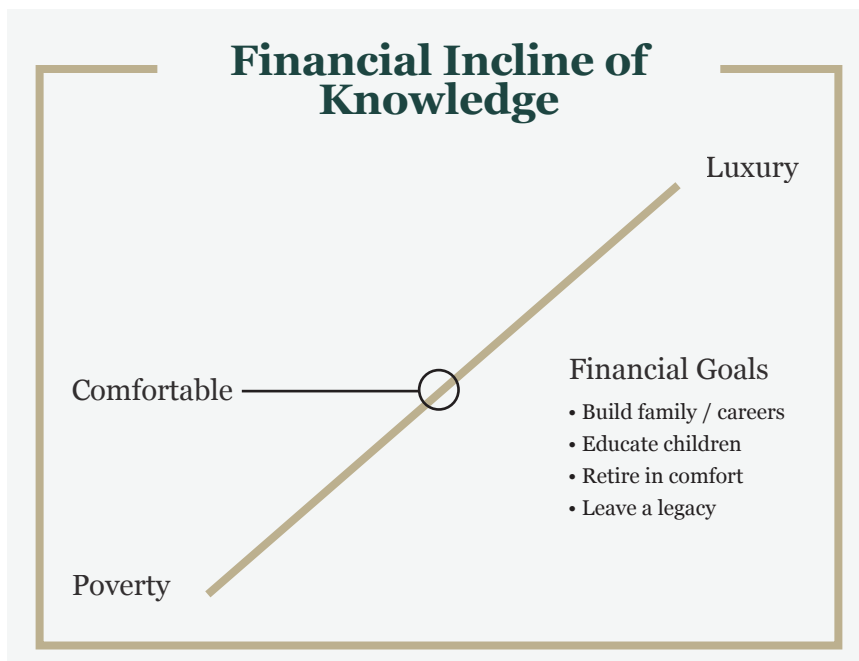 Financial Incline of
Knowledge
Luxury
Comfortable
Financial Goals
• Build family / careers
• Educate children
• Retire in comfort
• Leave a legacy
Poverty